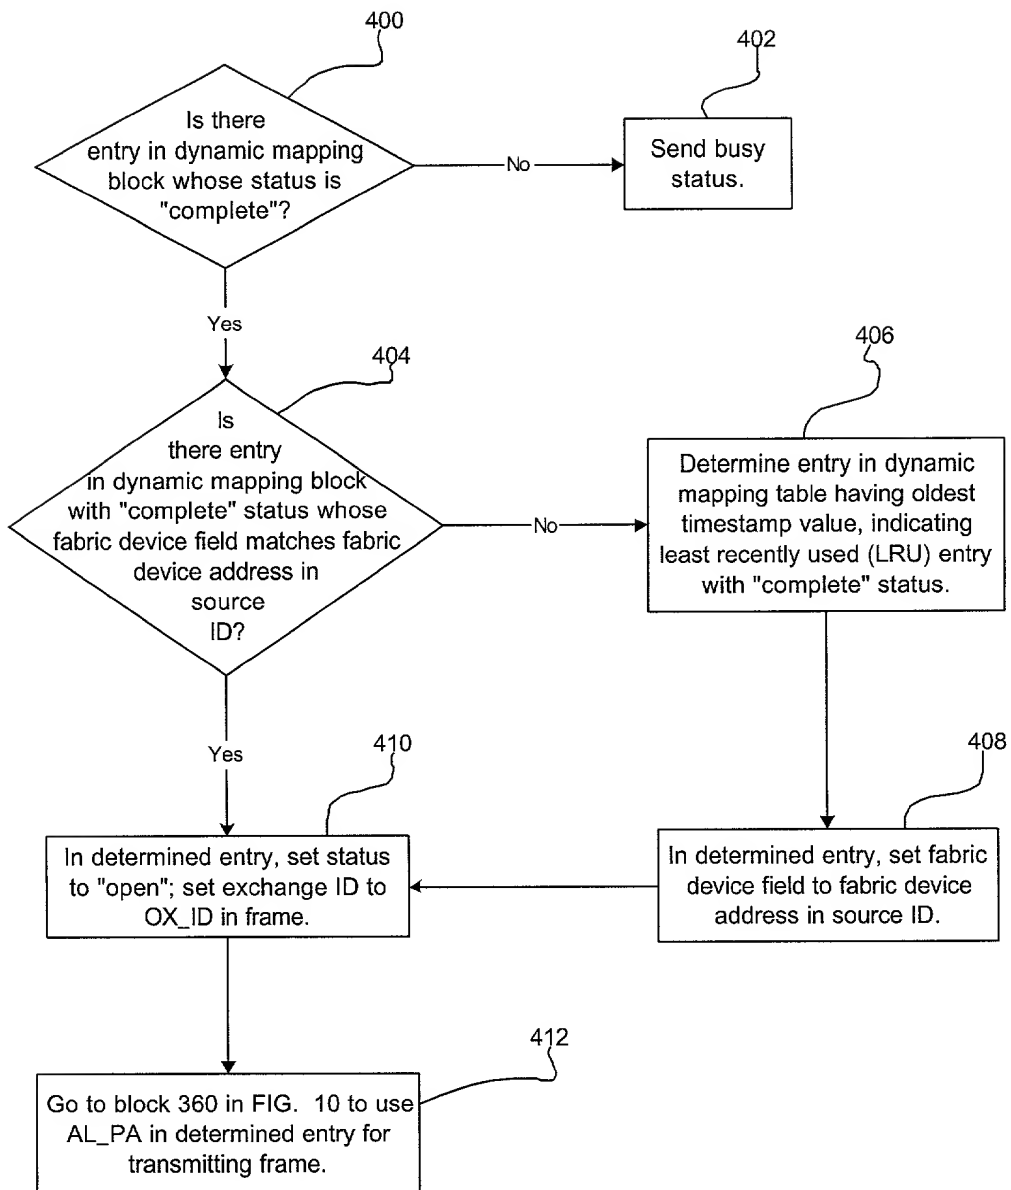 400
Is there
entry in dynamic mapping
block whose status is
"complete"?
No
402
Send busy
status.
Yes
404
Is
there entry
in dynamic mapping block
with "complete" status whose
fabric device field matches fabric
device address in
source
ID?
No
406
Determine entry in dynamic
mapping table having oldest
timestamp value, indicating
least recently used (LRU) entry
with "complete" status.
Yes
410
In determined entry, set status
to "open"; set exchange ID to
OX_ID in frame.
408
In determined entry, set fabric
device field to fabric device
address in source ID.
412
Go to block 360 in FIG. 10 to use
AL_PA in determined entry for
transmitting frame.